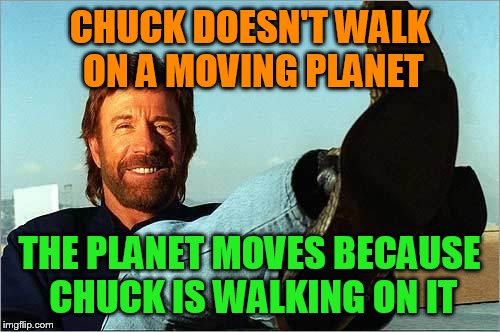 CHUCK DOESN'T WALK
ON A MOVING PLANET
THE PLANET MOVES BECAUSE
CHUCK IS WALKING ON IT
imgflip.com